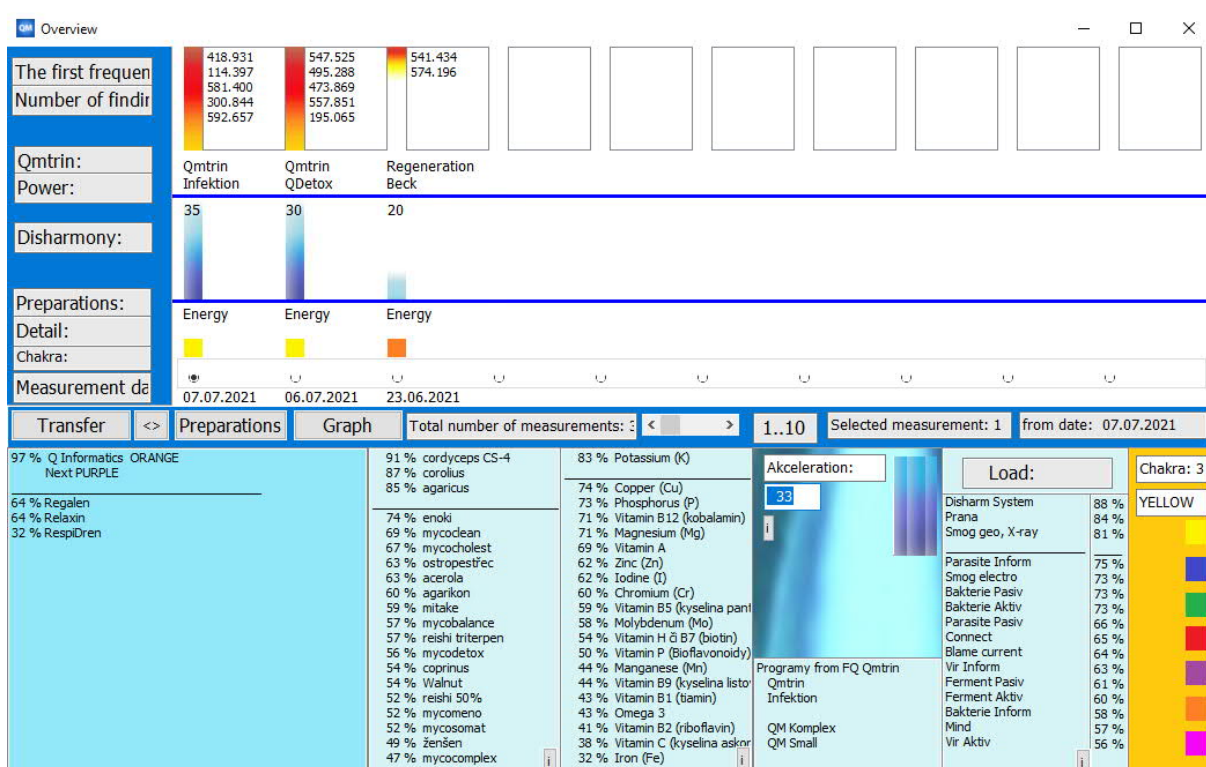 QM Overview
The first frequen
Number of findir
418.931
114.397
581.400
300.844
592.657
547.525
495.288
473.869
557.851
195.065
541.434
574.196
Qmtrin:
Power:
Qmtrin
Infektion
Qmtrin
QDetox
Regeneration
Beck
Disharmony:
35
30
20
Preparations:
Detail:
Chakra:
Energy
Energy
Energy
Measurement da
07.07.2021
06.07.2021
23.06.2021
Transfer
<>
Preparations
Graph
Total number of measurements: 3
1..10
Selected measurement: 1
from date: 07.07.2021
97 % Q Informatics ORANGE
Next PURPLE
64 % Regalen
64 % Relaxin
32 % RespiDren
91 % cordyceps CS-4
87 % corolius
85 % agaricus
74 % enoki
69 % mycoclean
67 % mycocholest
63 % ostropestřec
63 % acerola
60 % agarikon
59 % mitake
57 % mycobalance
57 % reishi triterpen
56 % mycodetox
54 % coprinus
54 % Walnut
52 % reishi 50%
52 % mycomeno
52 % mycosomat
49 % ženšen
47 % mycocomplex
i
83 % Potassium (K)
74 % Copper (Cu)
73 % Phosphorus (P)
71 % Vitamin B12 (kobalamin)
71 % Magnesium (Mg)
69 % Vitamin A
62 % Zinc (Zn)
62 % Iodine (I)
60 % Chromium (Cr)
59 % Vitamin B5 (kyselina pant
58 % Molybdenum (Mo)
54 % Vitamin H či B7 (biotin)
50 % Vitamin P (Bioflavonoidy)
44 % Manganese (Mn)
44 % Vitamin B9 (kyselina listov
43 % Vitamin B1 (tiamin)
43 % Omega 3
41 % Vitamin B2 (riboflavin)
38 % Vitamin C (kyselina askor
32 % Iron (Fe)
i
Akceleration:
33
i
Programy from FQ Qmtrin
Qmtrin
Infektion
QM Komplex
QM Small
Load:
Disharm System 88 %
Prana 84 %
Smog geo, X-ray 81 %
Parasite Inform 75 %
Smog electro 73 %
Bakterie Pasiv 73 %
Bakterie Aktiv 73 %
Parasite Pasiv 66 %
Connect 65 %
Blame current 64 %
Vir Inform 63 %
Ferment Pasiv 61 %
Ferment Aktiv 60 %
Bakterie Inform 58 %
Mind 57 %
Vir Aktiv 56 %
i
Chakra: 3
YELLOW